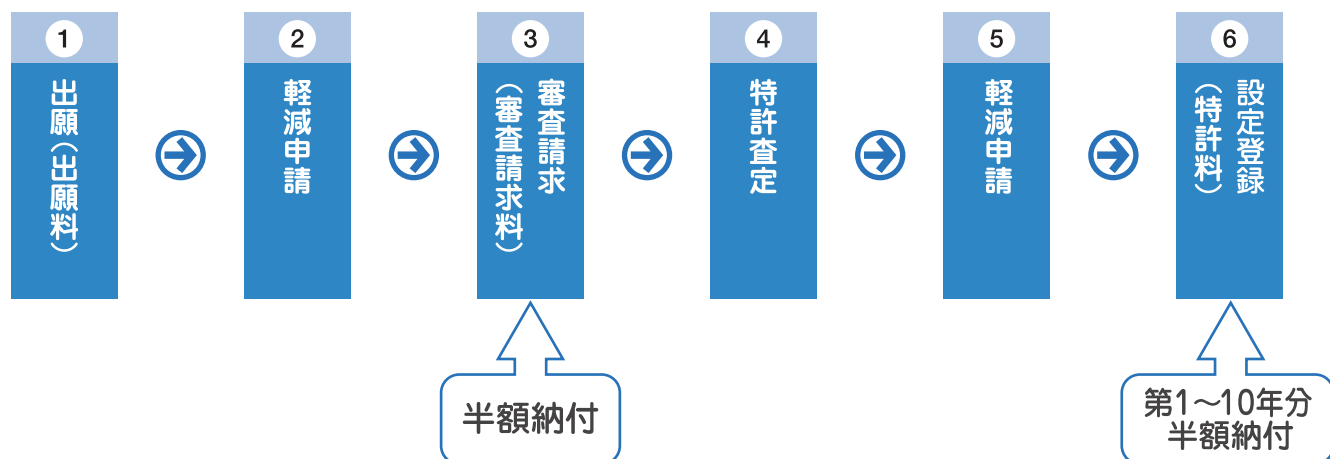 1
出願（出願料）
2
軽減申請
3
審査請求
（審査請求料）
4
特許査定
5
軽減申請
6
設定登録
（特許料）
半額納付
第1〜10年分
半額納付